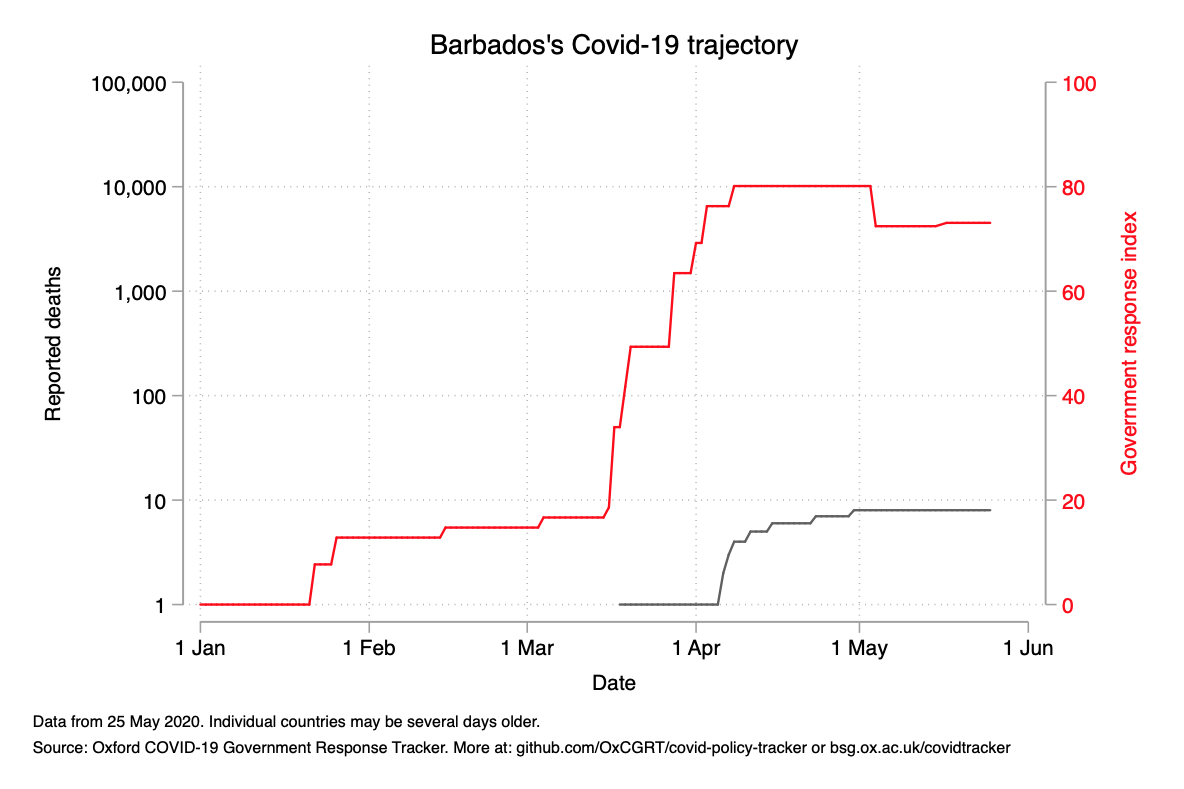 Barbados's Covid-19 trajectory
100,000
10,000
1,000
100
10
1
Reported deaths
100
80
60
40
20
0
Government response index
1 Jan 1 Feb 1 Mar 1 Apr 1 May 1 Jun
Date
Data from 25 May 2020. Individual countries may be several days older.
Source: Oxford COVID-19 Government Response Tracker. More at: github.com/OxCGRT/covid-policy-tracker or bsg.ox.ac.uk/covidtracker